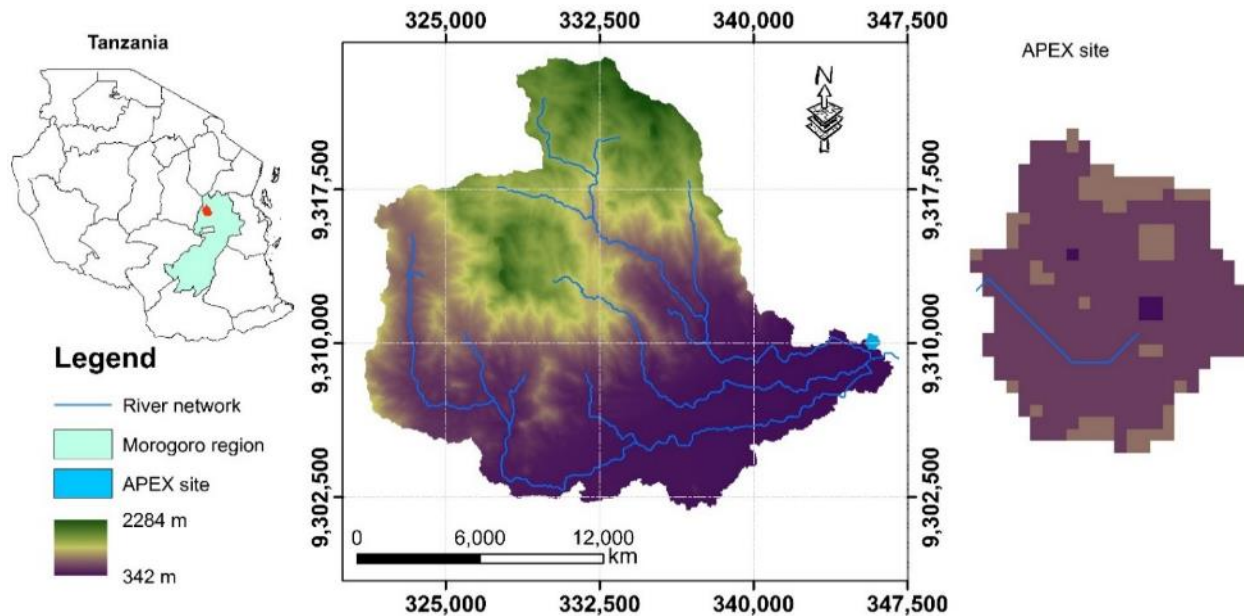 Tanzania
Legend
River network
Morogoro region
APEX site
2284 m
342 m
325,000 332,500 340,000 347,500
9,317,500
9,310,000
9,302,500
N
0 6,000 12,000
km
9,317,500
9,310,000
9,302,500
325,000 332,500 340,000 347,500
APEX site